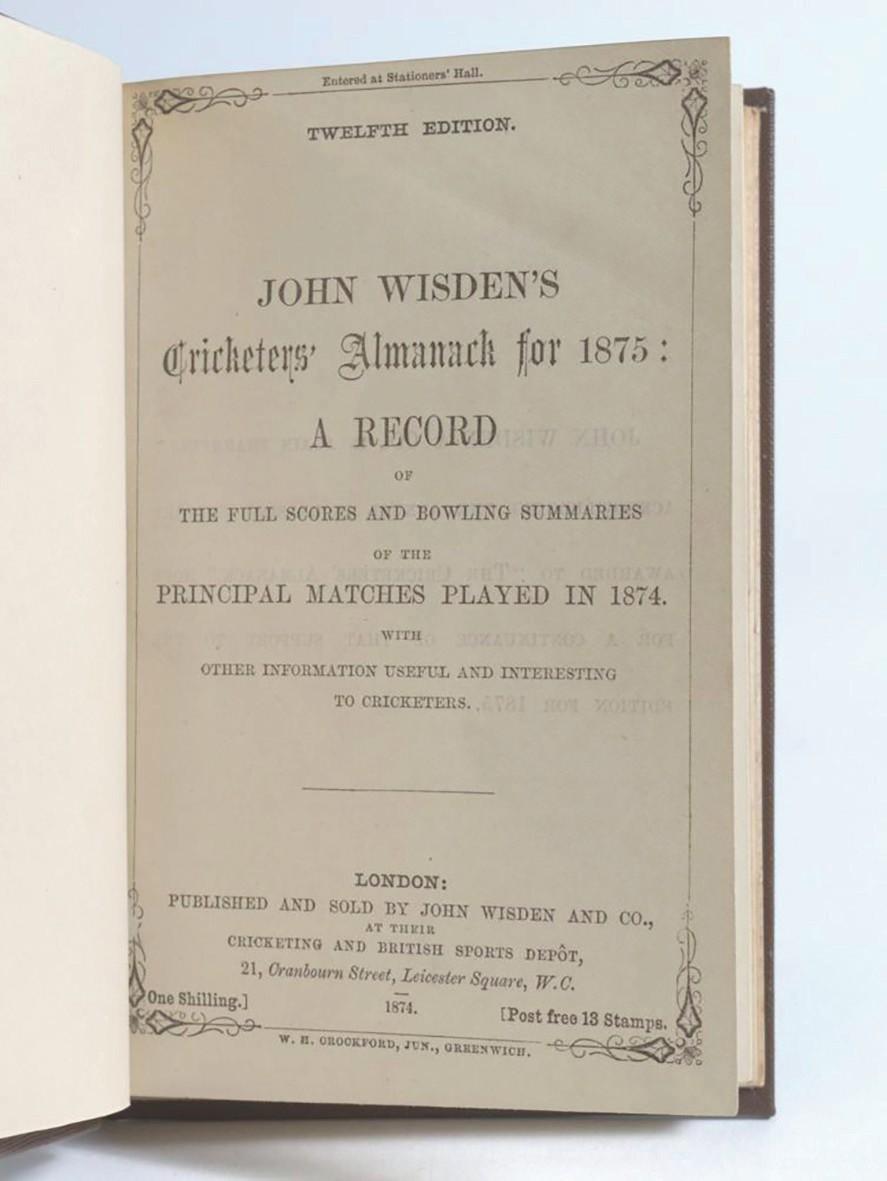 Entered at Stationers' Hall.
TWELFTH EDITION.
JOHN WISDEN'S
Cricketers' Almanack for 1875:
A RECORD
OF
THE FULL SCORES AND BOWLING SUMMARIES
OF THE
PRINCIPAL MATCHES PLAYED IN 1874.
WITH
OTHER INFORMATION USEFUL AND INTERESTING
TO CRICKETERS.
LONDON:
PUBLISHED AND SOLD BY JOHN WISDEN AND CO.,
AT THEIR
CRICKETING AND BRITISH SPORTS DEPÔT,
21, Cranbourn Street, Leicester Square, W.C.
One Shilling.] 1874. [Post free 13 Stamps.
W. H. CROCKFORD, JUN., GREENWICH.